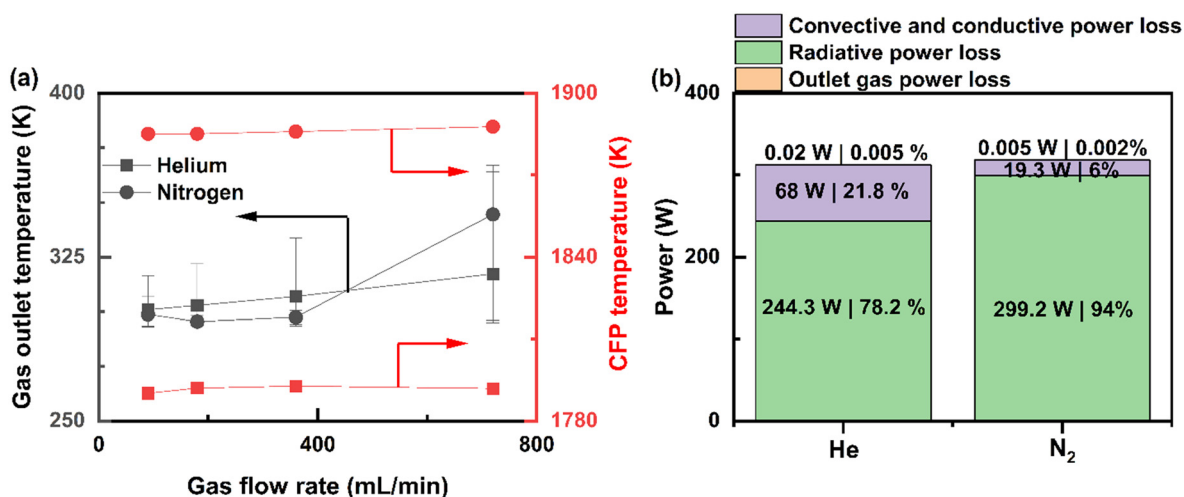 (a)
Gas outlet temperature (K)
400
325
250
Helium
Nitrogen
0
400
800
Gas flow rate (mL/min)
1900
1840
1780
CFP temperature (K)
Convective and conductive power loss
Radiative power loss
Outlet gas power loss
(b)
Power (W)
400
200
0
0.02 W | 0.005 %
68 W | 21.8 %
244.3 W | 78.2 %
0.005 W | 0.002%
19.3 W | 6%
299.2 W | 94%
He
N₂